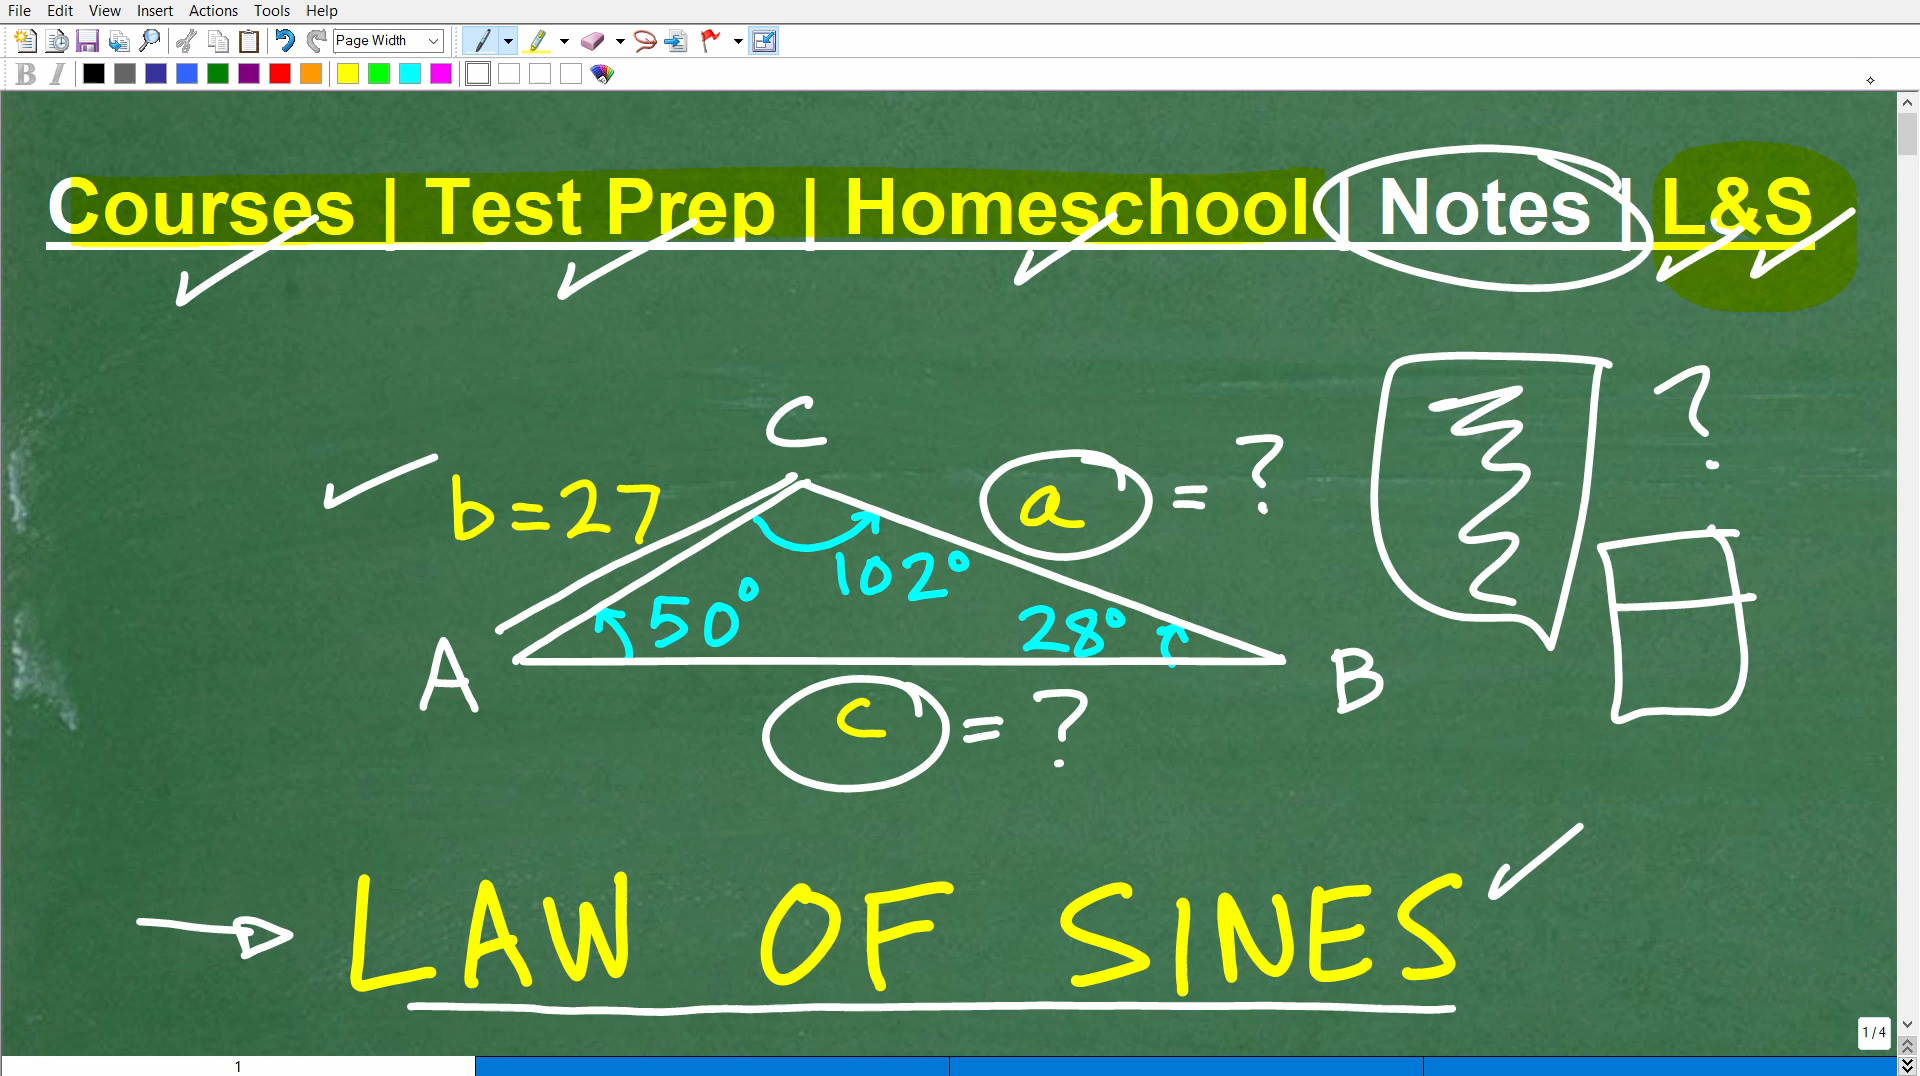 File Edit View Insert Actions Tools Help
Page Width
B I
Courses | Test Prep | Homeschool | Notes | L&S
C
b=27
a = ?
?
102°
50°
28°
A
B
c = ?
LAW OF SINES
1 / 4
1